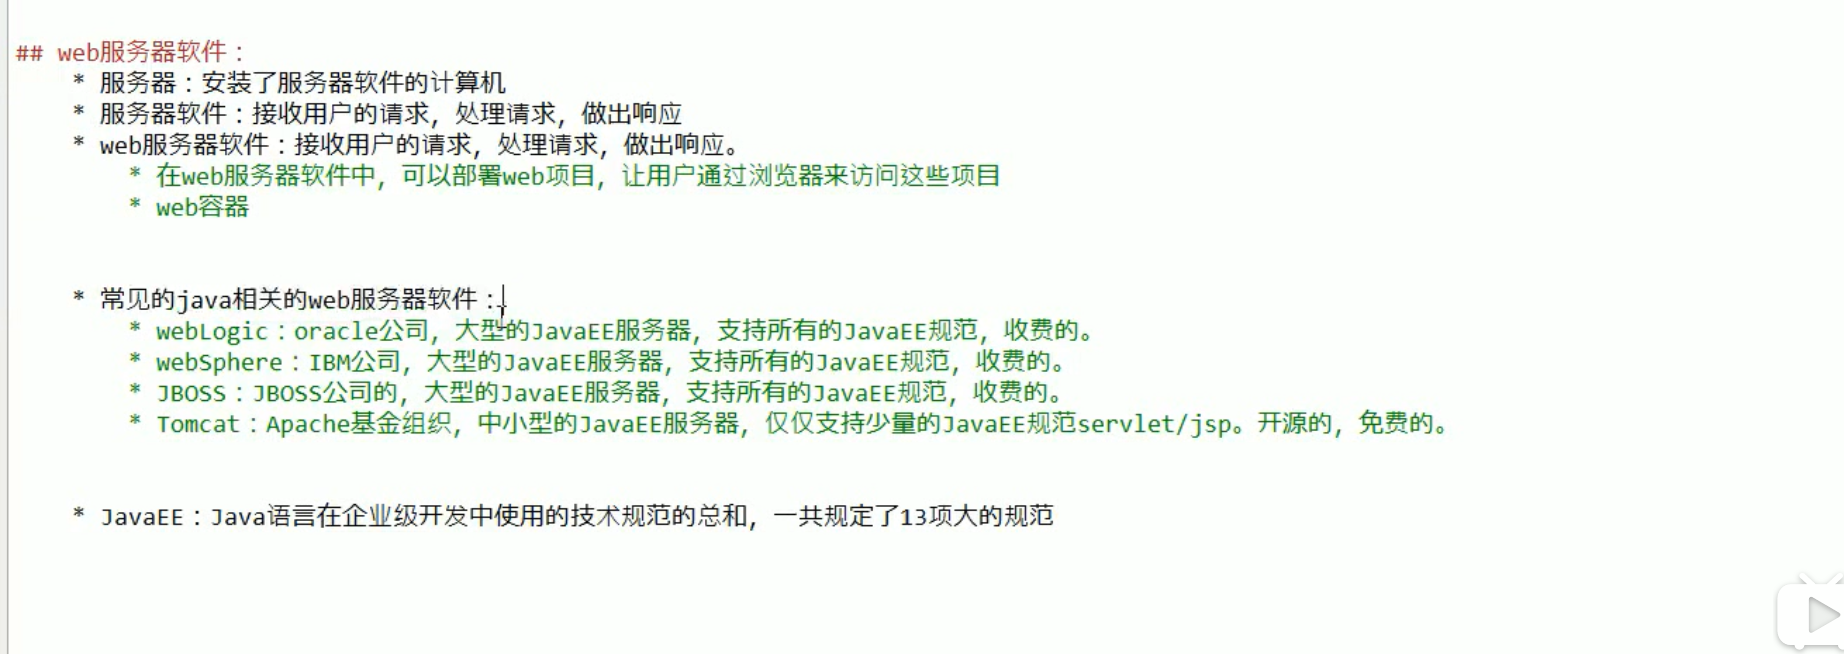 ## web服务器软件：
* 服务器：安装了服务器软件的计算机
* 服务器软件：接收用户的请求，处理请求，做出响应
* web服务器软件：接收用户的请求，处理请求，做出响应。
* 在web服务器软件中，可以部署web项目，让用户通过浏览器来访问这些项目
* web容器
* 常见的java相关的web服务器软件：
* webLogic：oracle公司，大型的JavaEE服务器，支持所有的JavaEE规范，收费的。
* webSphere：IBM公司，大型的JavaEE服务器，支持所有的JavaEE规范，收费的。
* JBOSS：JBOSS公司的，大型的JavaEE服务器，支持所有的JavaEE规范，收费的。
* Tomcat：Apache基金组织，中小型的JavaEE服务器，仅仅支持少量的JavaEE规范servlet/jsp。开源的，免费的。
* JavaEE：Java语言在企业级开发中使用的技术规范的总和，一共规定了13项大的规范